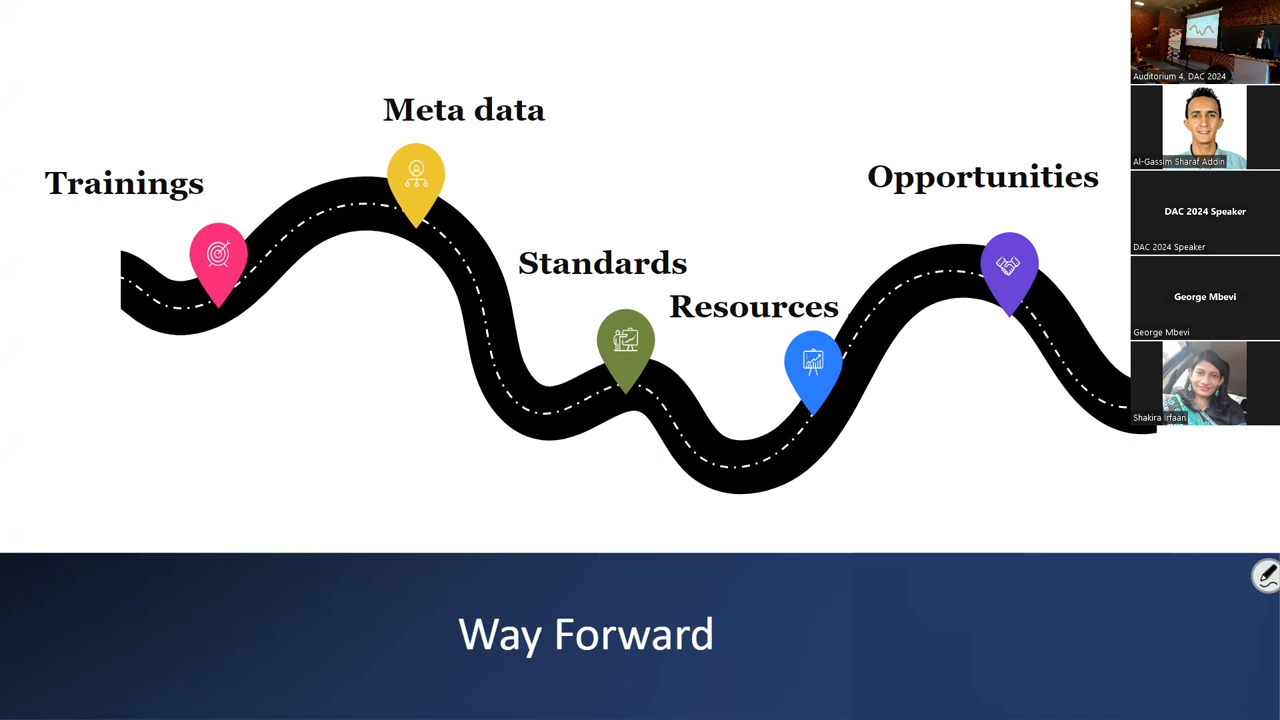 Meta data
Trainings
Opportunities
Standards
Resources
Way Forward
Auditorium 4, DAC 2024
Al-Gassim Sharaf Addin
DAC 2024 Speaker
DAC 2024 Speaker
George Mbevi
George Mbevi
Shakira Irfaan